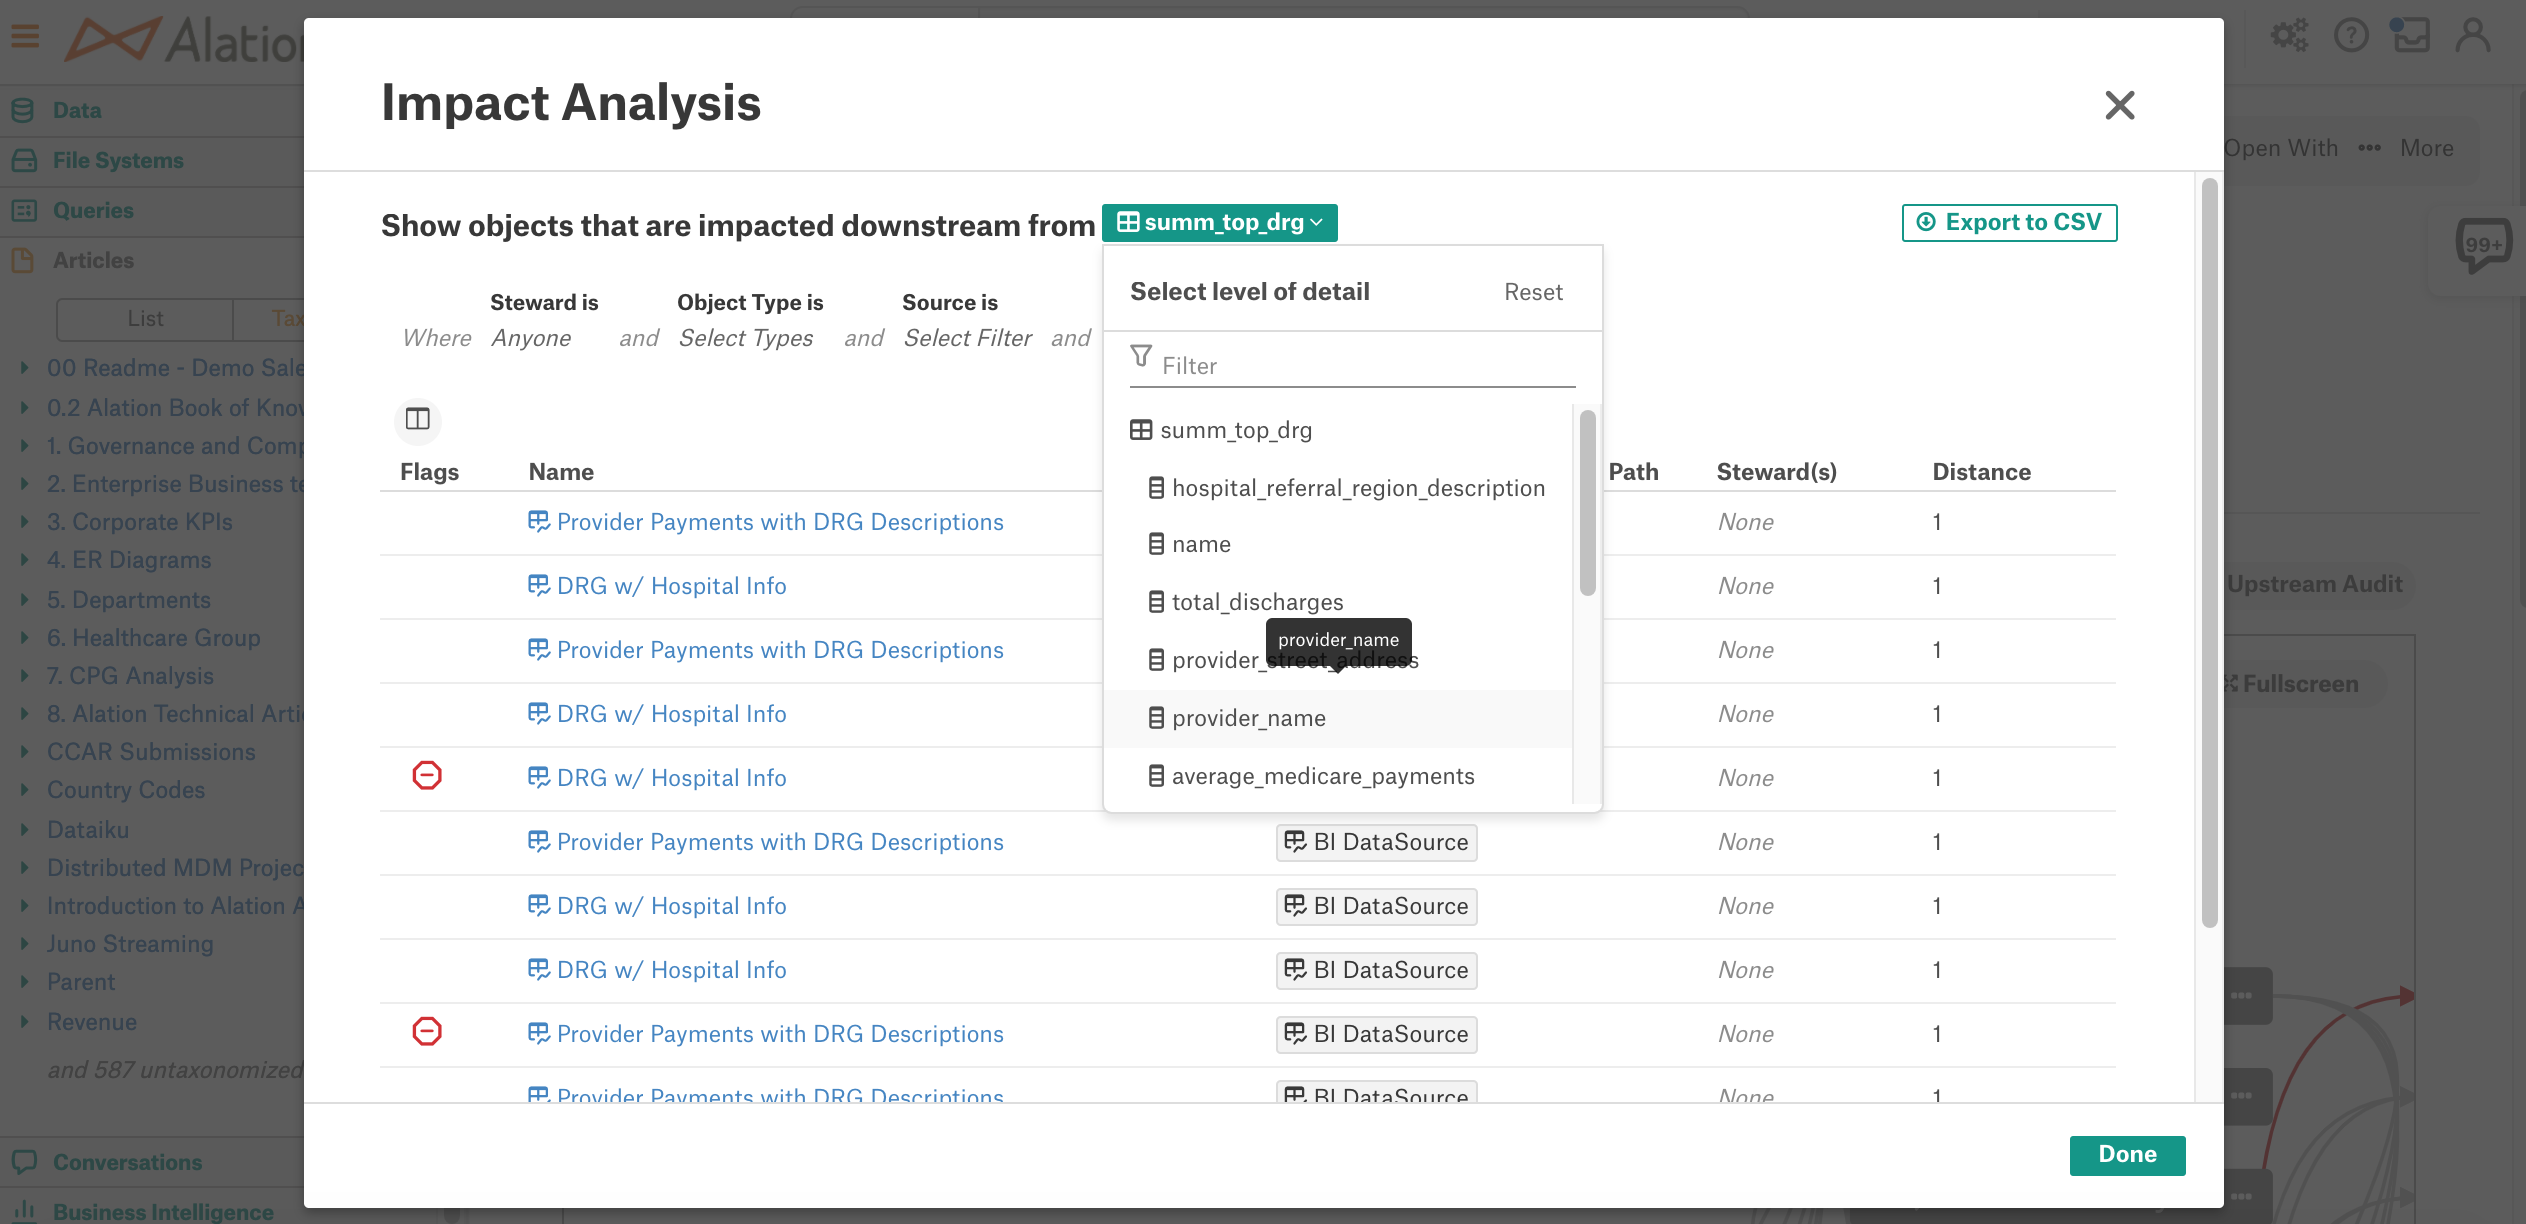 Alation
Data
File Systems
Queries
Articles
List
Tax
00 Readme - Demo Sale
0.2 Alation Book of Know
1. Governance and Comp
2. Enterprise Business te
3. Corporate KPIs
4. ER Diagrams
5. Departments
6. Healthcare Group
7. CPG Analysis
8. Alation Technical Arti
CCAR Submissions
Country Codes
Dataiku
Distributed MDM Projec
Introduction to Alation A
Juno Streaming
Parent
Revenue
and 587 untaxonomized
Conversations
Business Intelligence
Impact Analysis
Show objects that are impacted downstream from summ_top_drg
Export to CSV
Steward is Object Type is Source is
Where Anyone and Select Types and Select Filter and
Select level of detail Reset
Filter
summ_top_drg
hospital_referral_region_description
name
total_discharges
provider_name
provider_street_address
provider_name
average_medicare_payments
Flags Name Path Steward(s) Distance
Provider Payments with DRG Descriptions None 1
DRG w/ Hospital Info None 1
Provider Payments with DRG Descriptions None 1
DRG w/ Hospital Info None 1
DRG w/ Hospital Info None 1
Provider Payments with DRG Descriptions BI DataSource None 1
DRG w/ Hospital Info BI DataSource None 1
DRG w/ Hospital Info BI DataSource None 1
Provider Payments with DRG Descriptions BI DataSource None 1
Provider Payments with DRG Descriptions BI DataSource None 1
Done
Open With ••• More
99+
Upstream Audit
Fullscreen